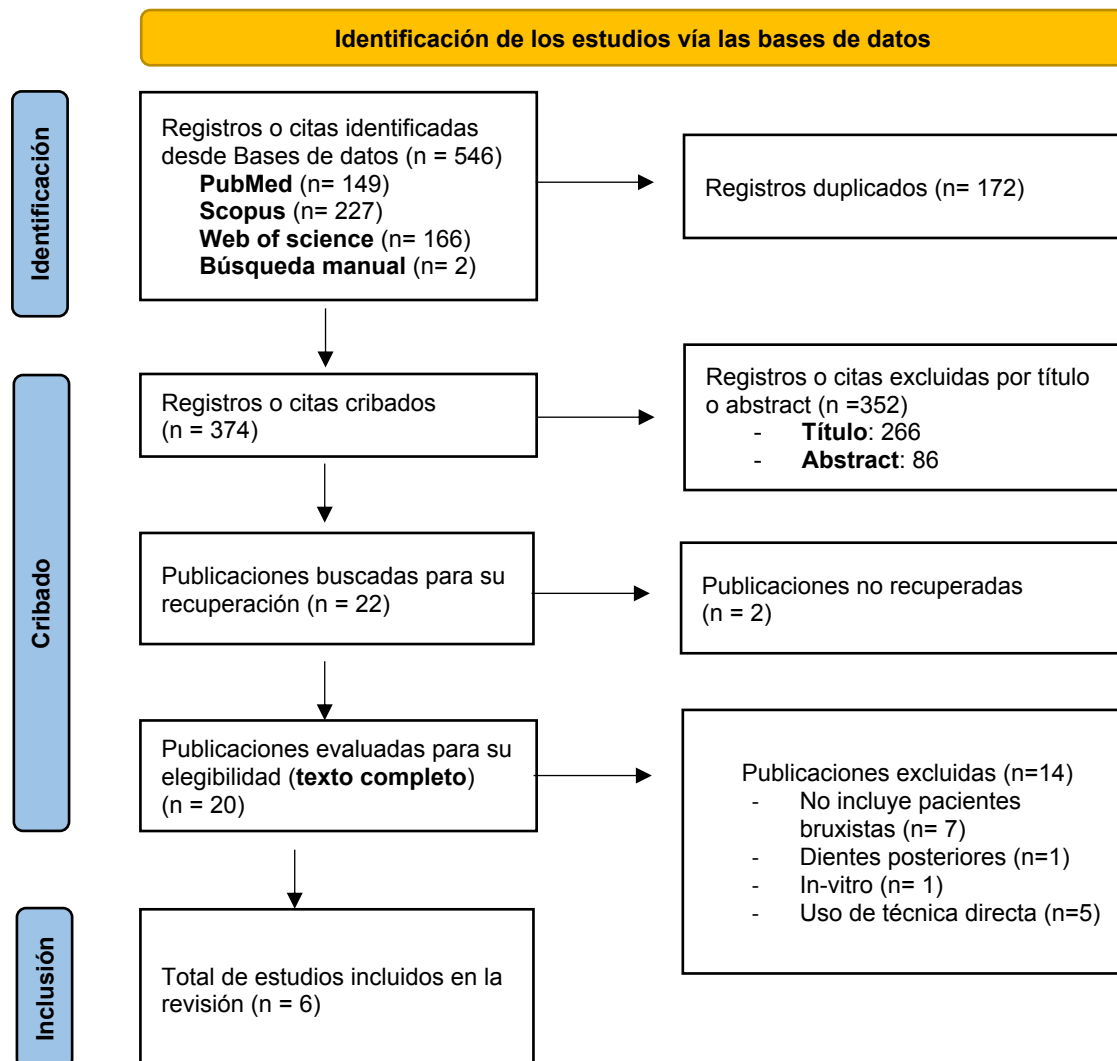 Identificación de los estudios vía las bases de datos
Identificación
Registros o citas identificadas
desde Bases de datos (n = 546)
PubMed (n= 149)
Scopus (n= 227)
Web of science (n= 166)
Búsqueda manual (n= 2)
Registros duplicados (n= 172)
Cribado
Registros o citas cribados
(n = 374)
Registros o citas excluidas por título
o abstract (n =352)
- Título: 266
- Abstract: 86
Publicaciones buscadas para su
recuperación (n = 22)
Publicaciones no recuperadas
(n = 2)
Publicaciones evaluadas para su
elegibilidad (texto completo)
(n = 20)
Publicaciones excluidas (n=14)
- No incluye pacientes
bruxistas (n= 7)
- Dientes posteriores (n=1)
- In-vitro (n= 1)
- Uso de técnica directa (n=5)
Inclusión
Total de estudios incluidos en la
revisión (n = 6)